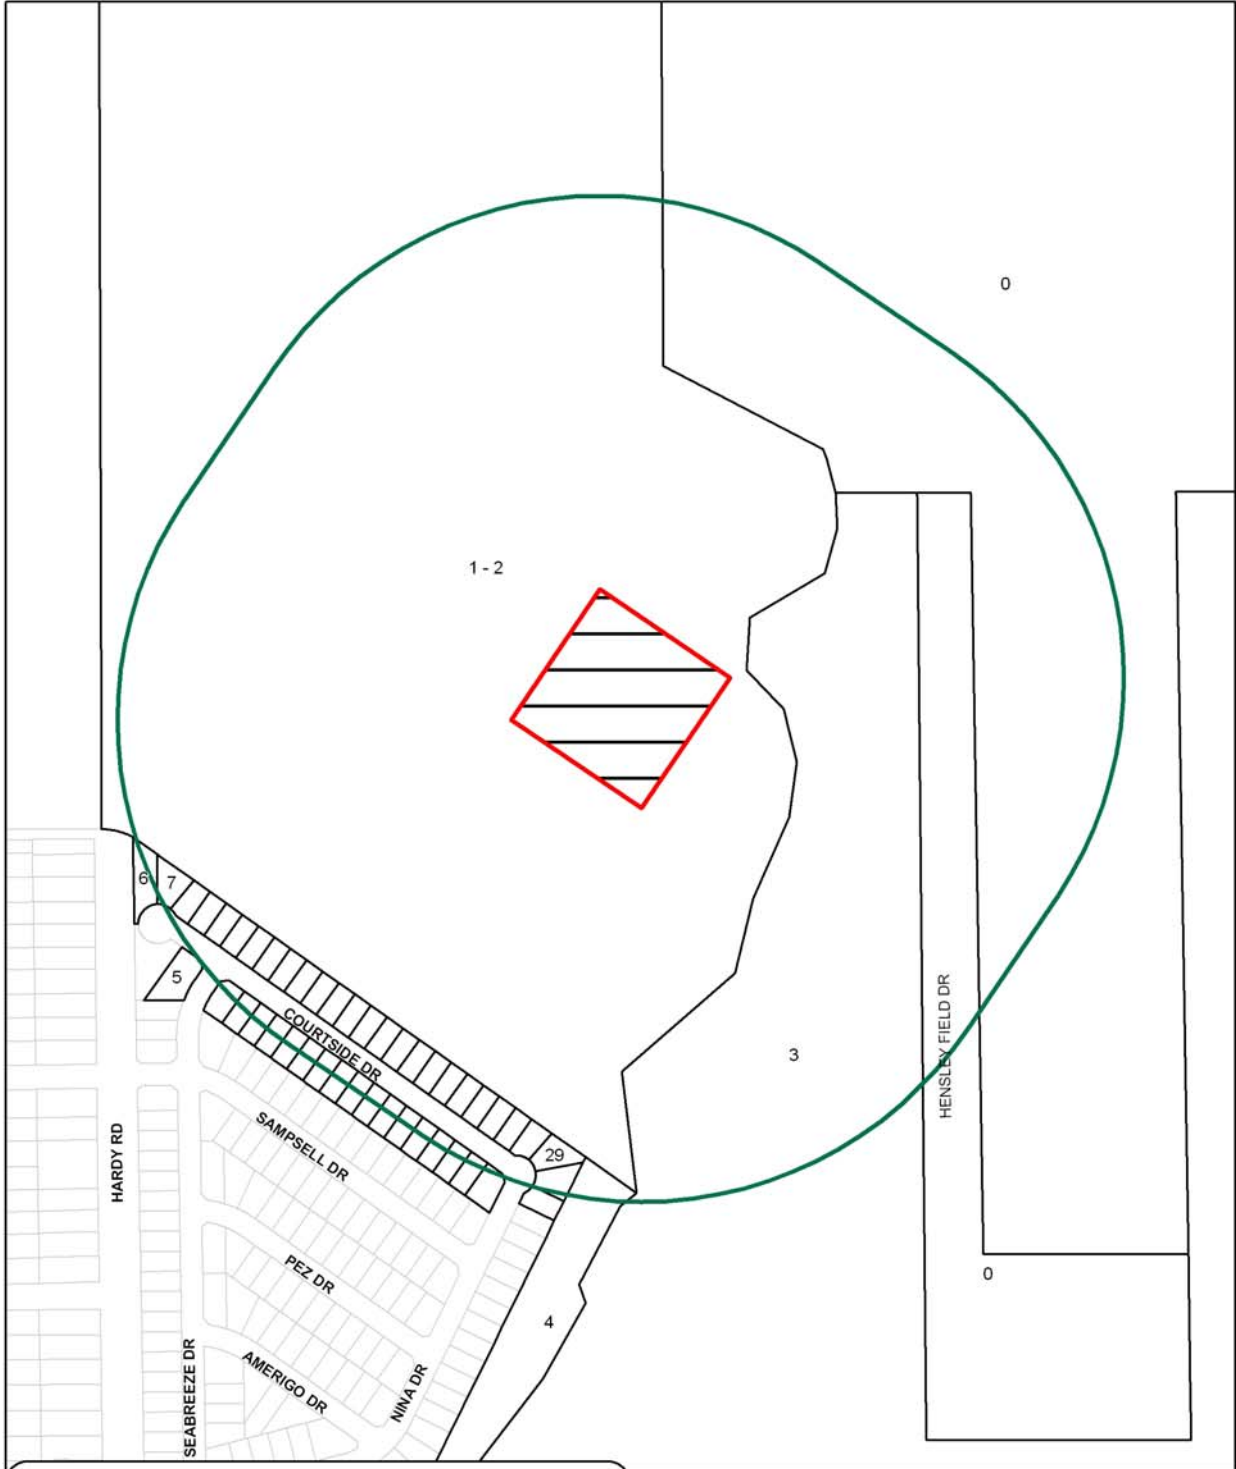 0
1 - 2
6
7
5
COURTSIDE DR
3
HENSLEY FIELD DR
SAMPSELL DR
29
HARDY RD
PEZ DR
0
4
AMERIGO DR
NINA DR
SEABREEZE DR